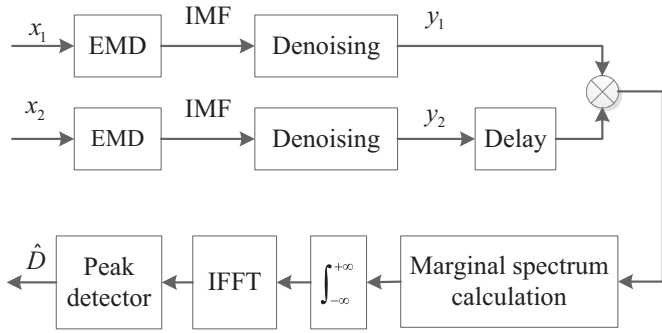 x₁
EMD
IMF
Denoising
y₁
x₂
EMD
IMF
Denoising
y₂
Delay
D̂
Peak
detector
IFFT
∫₋∞⁺∞
Marginal spectrum
calculation